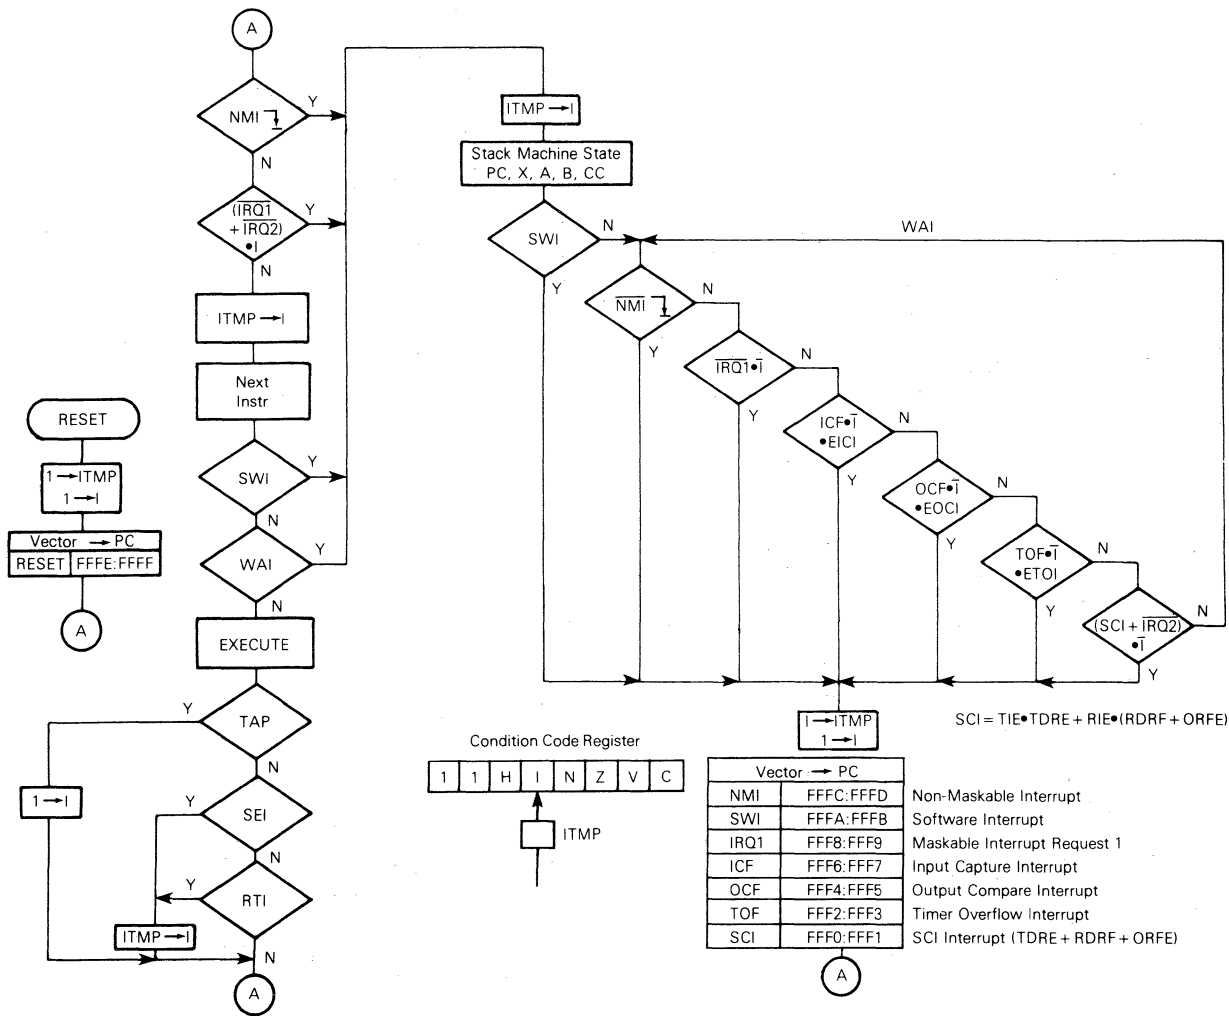 A
NMI
Y
N
(IRQ1
+ IRQ2)
•I
Y
N
ITMP → I
Next
Instr
SWI
Y
N
WAI
Y
N
EXECUTE
TAP
Y
N
1 → I
SEI
Y
N
RTI
Y
ITMP → I
N
A
RESET
1 → ITMP
1 → I
Vector → PC
RESET FFFE:FFFF
A
ITMP → I
Stack Machine State
PC, X, A, B, CC
SWI
N
Y
WAI
N̅M̅I̅
N
Y
I̅R̅Q̅1̅•I̅
N
Y
ICF•I̅
•EICI
N
Y
OCF•I̅
•EOCI
N
Y
TOF•I̅
•ETOI
N
Y
(SCI + I̅R̅Q̅2̅)
•I̅
N
Y
I → ITMP
1 → I
SCI = TIE•TDRE + RIE•(RDRF + ORFE)
Condition Code Register
1 1 H I N Z V C
ITMP
Vector → PC
NMI FFFC:FFFD Non-Maskable Interrupt
SWI FFFA:FFFB Software Interrupt
IRQ1 FFF8:FFF9 Maskable Interrupt Request 1
ICF FFF6:FFF7 Input Capture Interrupt
OCF FFF4:FFF5 Output Compare Interrupt
TOF FFF2:FFF3 Timer Overflow Interrupt
SCI FFF0:FFF1 SCI Interrupt (TDRE + RDRF + ORFE)
A